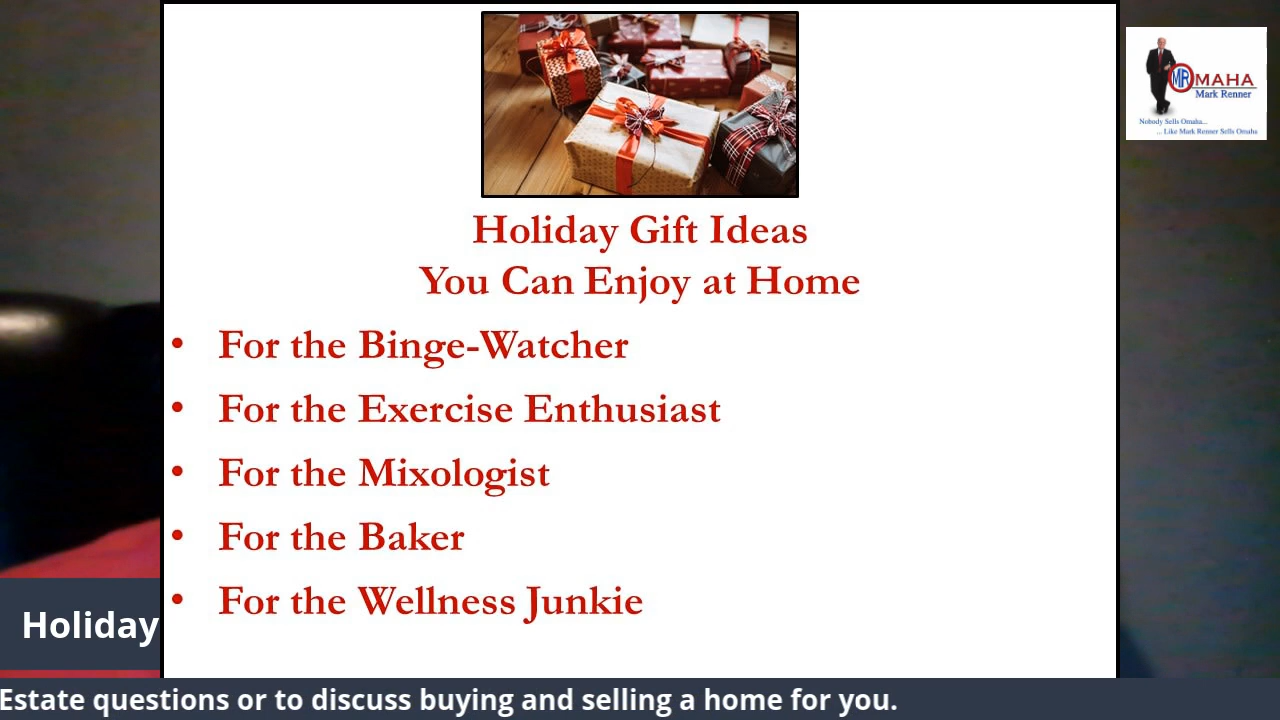 Holiday Gift Ideas
You Can Enjoy at Home
• For the Binge-Watcher
• For the Exercise Enthusiast
• For the Mixologist
• For the Baker
• For the Wellness Junkie
MR OMAHA
Mark Renner
Nobody Sells Omaha...
... Like Mark Renner Sells Omaha
Holiday
Estate questions or to discuss buying and selling a home for you.